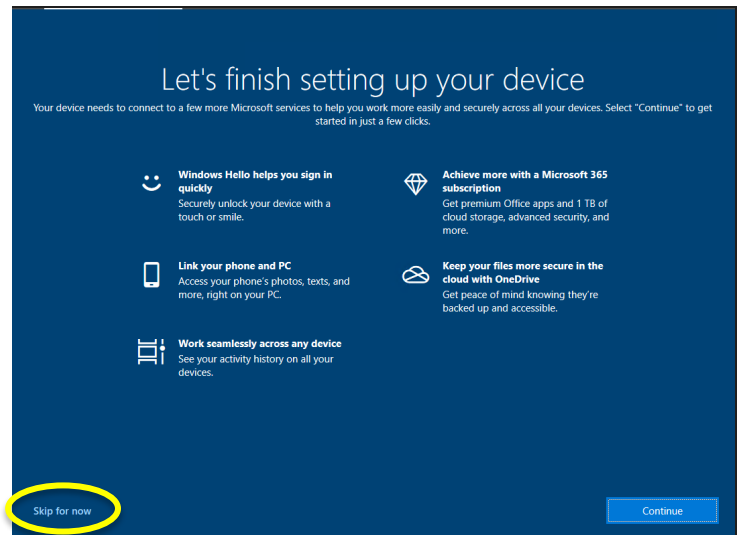 Let's finish setting up your device
Your device needs to connect to a few more Microsoft services to help you work more easily and securely across all your devices. Select "Continue" to get
started in just a few clicks.
Windows Hello helps you sign in
quickly
Securely unlock your device with a
touch or smile.
Link your phone and PC
Access your phone's photos, texts, and
more, right on your PC.
Work seamlessly across any device
See your activity history on all your
devices.
Achieve more with a Microsoft 365
subscription
Get premium Office apps and 1 TB of
cloud storage, advanced security, and
more.
Keep your files more secure in the
cloud with OneDrive
Get peace of mind knowing they're
backed up and accessible.
Skip for now
Continue